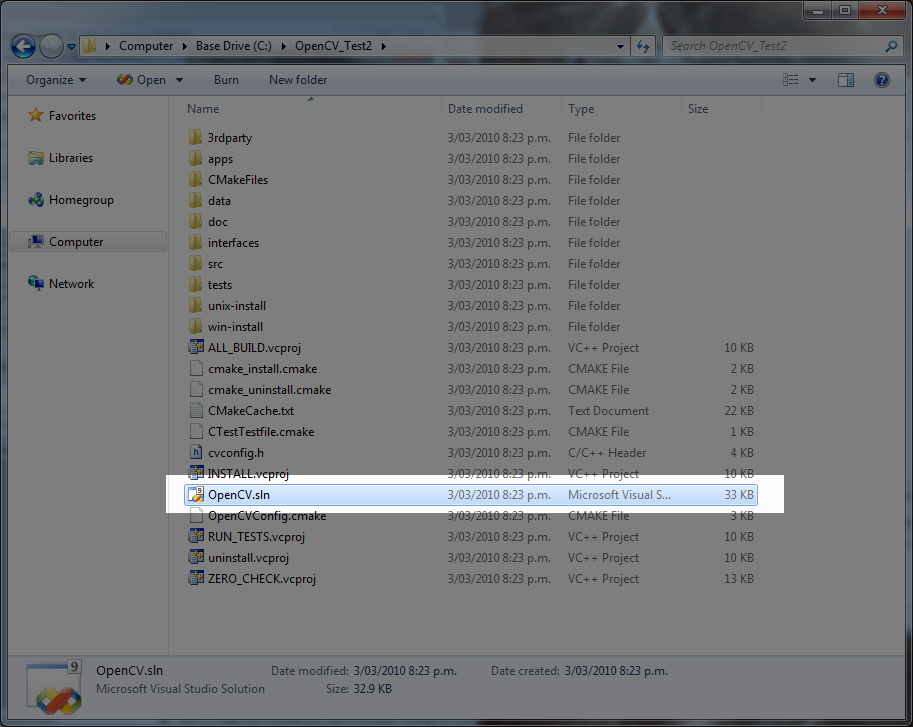 Computer Base Drive (C:) OpenCV_Test2 Search OpenCV_Test2
Organize Open Burn New folder
Name Date modified Type Size
Favorites
Libraries
Homegroup
Computer
Network
3rdparty 3/03/2010 8:23 p.m. File folder
apps 3/03/2010 8:23 p.m. File folder
CMakeFiles 3/03/2010 8:23 p.m. File folder
data 3/03/2010 8:23 p.m. File folder
doc 3/03/2010 8:23 p.m. File folder
interfaces 3/03/2010 8:23 p.m. File folder
src 3/03/2010 8:23 p.m. File folder
tests 3/03/2010 8:23 p.m. File folder
unix-install 3/03/2010 8:23 p.m. File folder
win-install 3/03/2010 8:23 p.m. File folder
ALL_BUILD.vcproj 3/03/2010 8:23 p.m. VC++ Project 10 KB
cmake_install.cmake 3/03/2010 8:23 p.m. CMAKE File 2 KB
cmake_uninstall.cmake 3/03/2010 8:23 p.m. CMAKE File 2 KB
CMakeCache.txt 3/03/2010 8:23 p.m. Text Document 22 KB
CTestTestfile.cmake 3/03/2010 8:23 p.m. CMAKE File 1 KB
cvconfig.h 3/03/2010 8:23 p.m. C/C++ Header 4 KB
INSTALL.vcproj 3/03/2010 8:23 p.m. VC++ Project 10 KB
OpenCV.sln 3/03/2010 8:23 p.m. Microsoft Visual S... 33 KB
OpenCVConfig.cmake 3/03/2010 8:23 p.m. CMAKE File 3 KB
RUN_TESTS.vcproj 3/03/2010 8:23 p.m. VC++ Project 10 KB
uninstall.vcproj 3/03/2010 8:23 p.m. VC++ Project 10 KB
ZERO_CHECK.vcproj 3/03/2010 8:23 p.m. VC++ Project 13 KB
9
OpenCV.sln Date modified: 3/03/2010 8:23 p.m. Date created: 3/03/2010 8:23 p.m.
Microsoft Visual Studio Solution Size: 32.9 KB